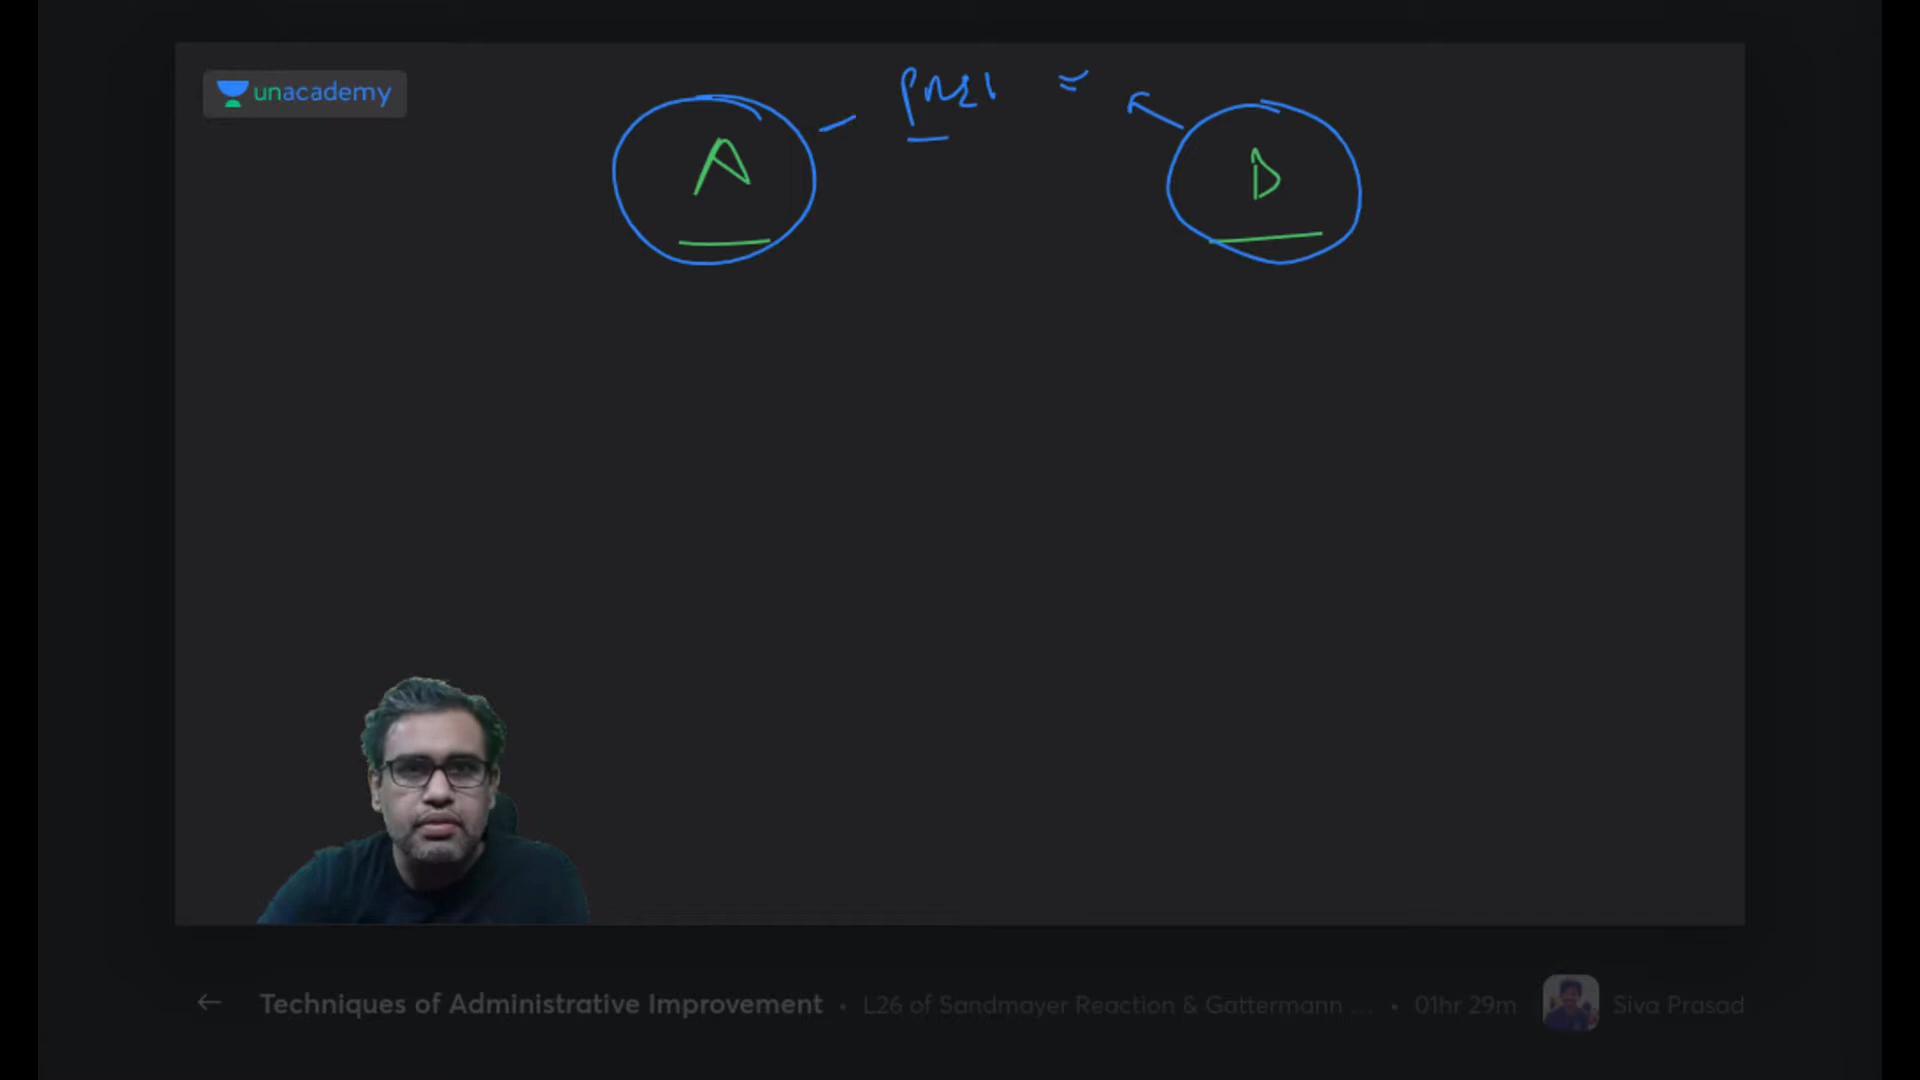 unacademy
A
D
Techniques of Administrative Improvement • L26 of Sandmayer Reaction & Gattermann ... • 01hr 29m Siva Prasad